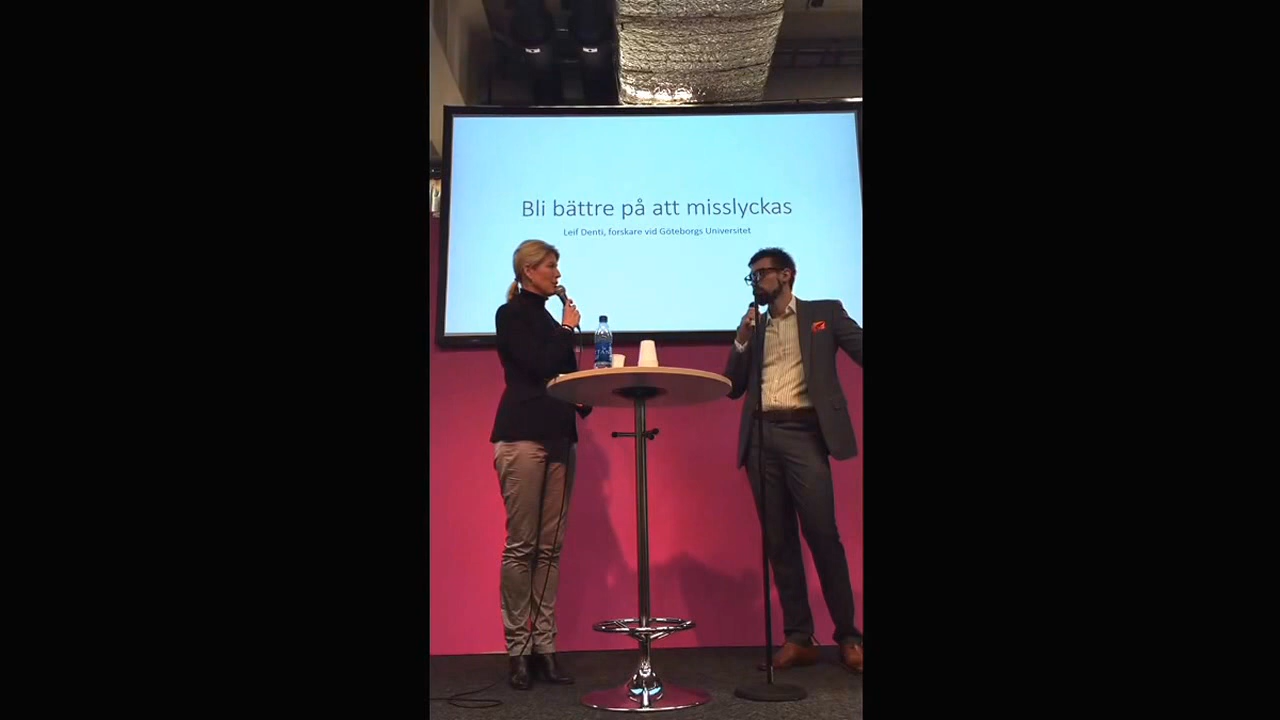 Bli bättre på att misslyckas
Leif Denti, forskare vid Göteborgs Universitet